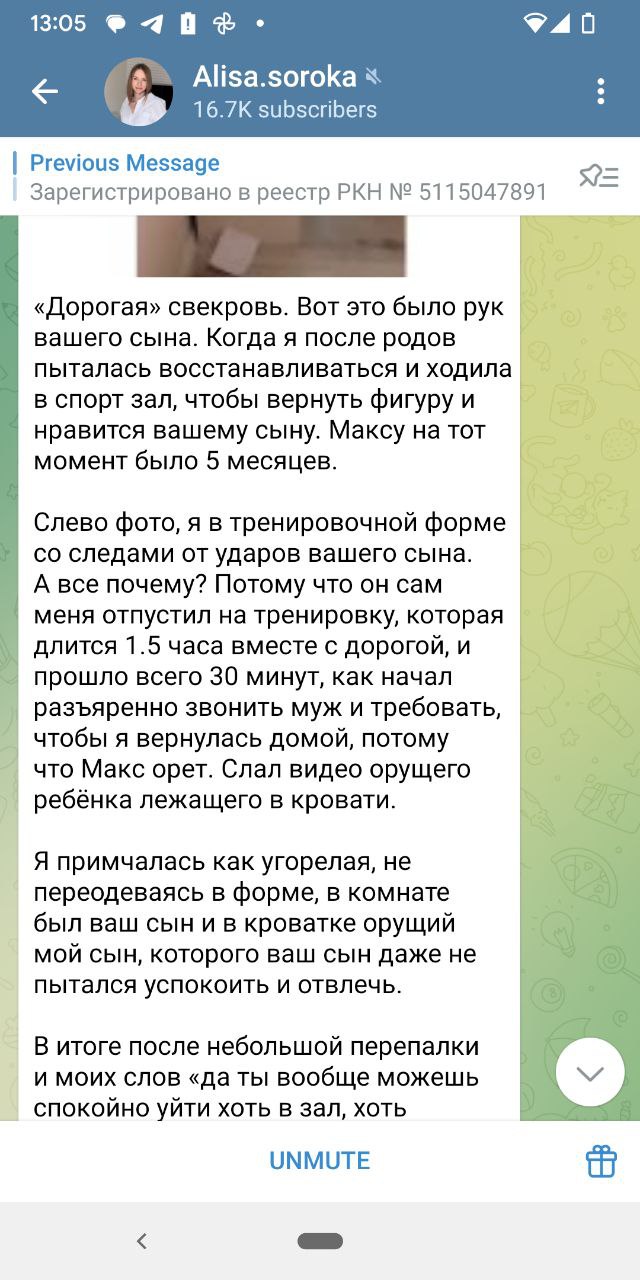 13:05
Alisa.soroka
16.7K subscribers
Previous Message
Зарегистрировано в реестр РКН № 5115047891
«Дорогая» свекровь. Вот это было рук
вашего сына. Когда я после родов
пыталась восстанавливаться и ходила
в спорт зал, чтобы вернуть фигуру и
нравится вашему сыну. Максу на тот
момент было 5 месяцев.
Слево фото, я в тренировочной форме
со следами от ударов вашего сына.
А все почему? Потому что он сам
меня отпустил на тренировку, которая
длится 1.5 часа вместе с дорогой, и
прошло всего 30 минут, как начал
разъяренно звонить муж и требовать,
чтобы я вернулась домой, потому
что Макс орет. Слал видео орущего
ребёнка лежащего в кровати.
Я примчалась как угорелая, не
переодеваясь в форме, в комнате
был ваш сын и в кроватке орущий
мой сын, которого ваш сын даже не
пытался успокоить и отвлечь.
В итоге после небольшой перепалки
и моих слов «да ты вообще можешь
спокойно уйти хоть в зал, хоть
UNMUTE